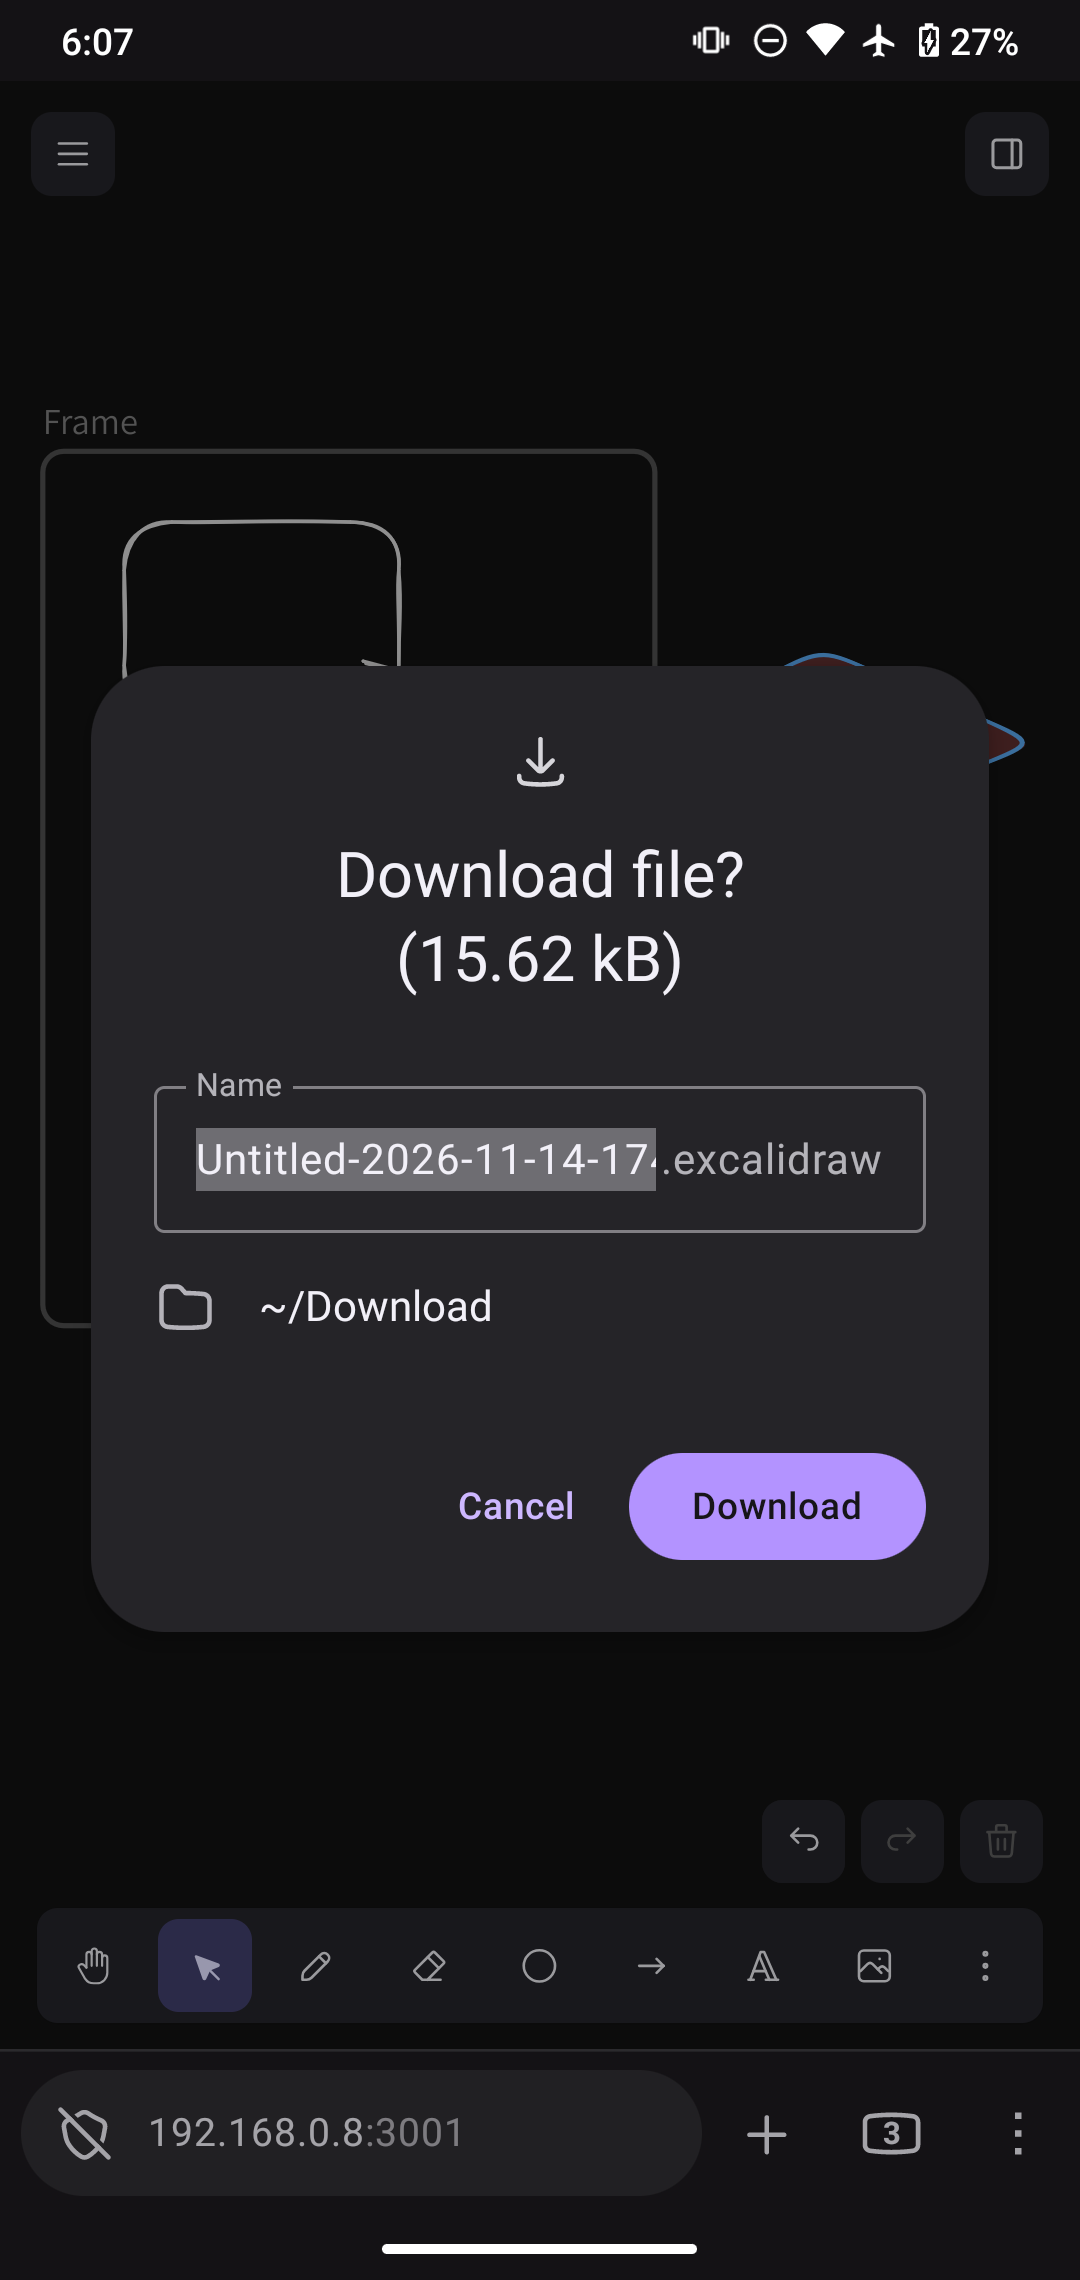 6:07
27%
Frame
Download file?
(15.62 kB)
Name
Untitled-2026-11-14-174.excalidraw
~/Download
Cancel
Download
A
192.168.0.8:3001
3